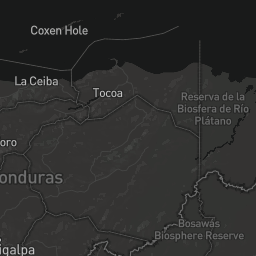 Coxen Hole
La Ceiba
Tocoa
Reserva de la
Biosfera de Río
Plátano
oro
onduras
Bosawás
Biosphere Reserve
igalpa